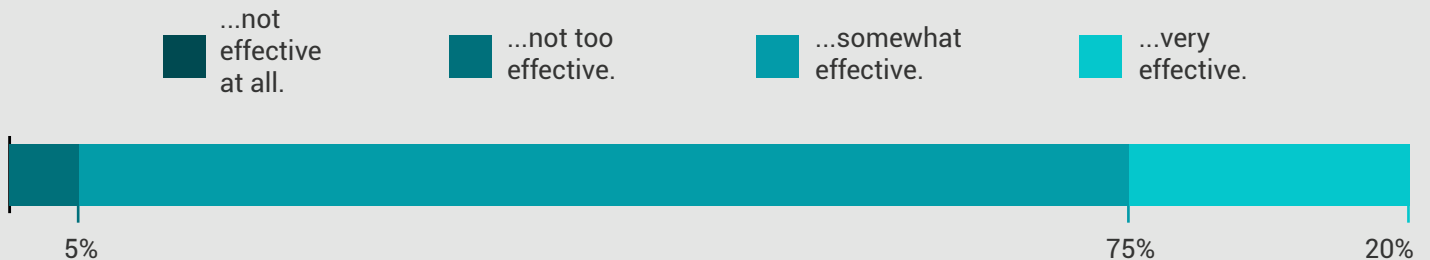 ...not
effective
at all.
...not too
effective.
...somewhat
effective.
...very
effective.
5%
75%
20%